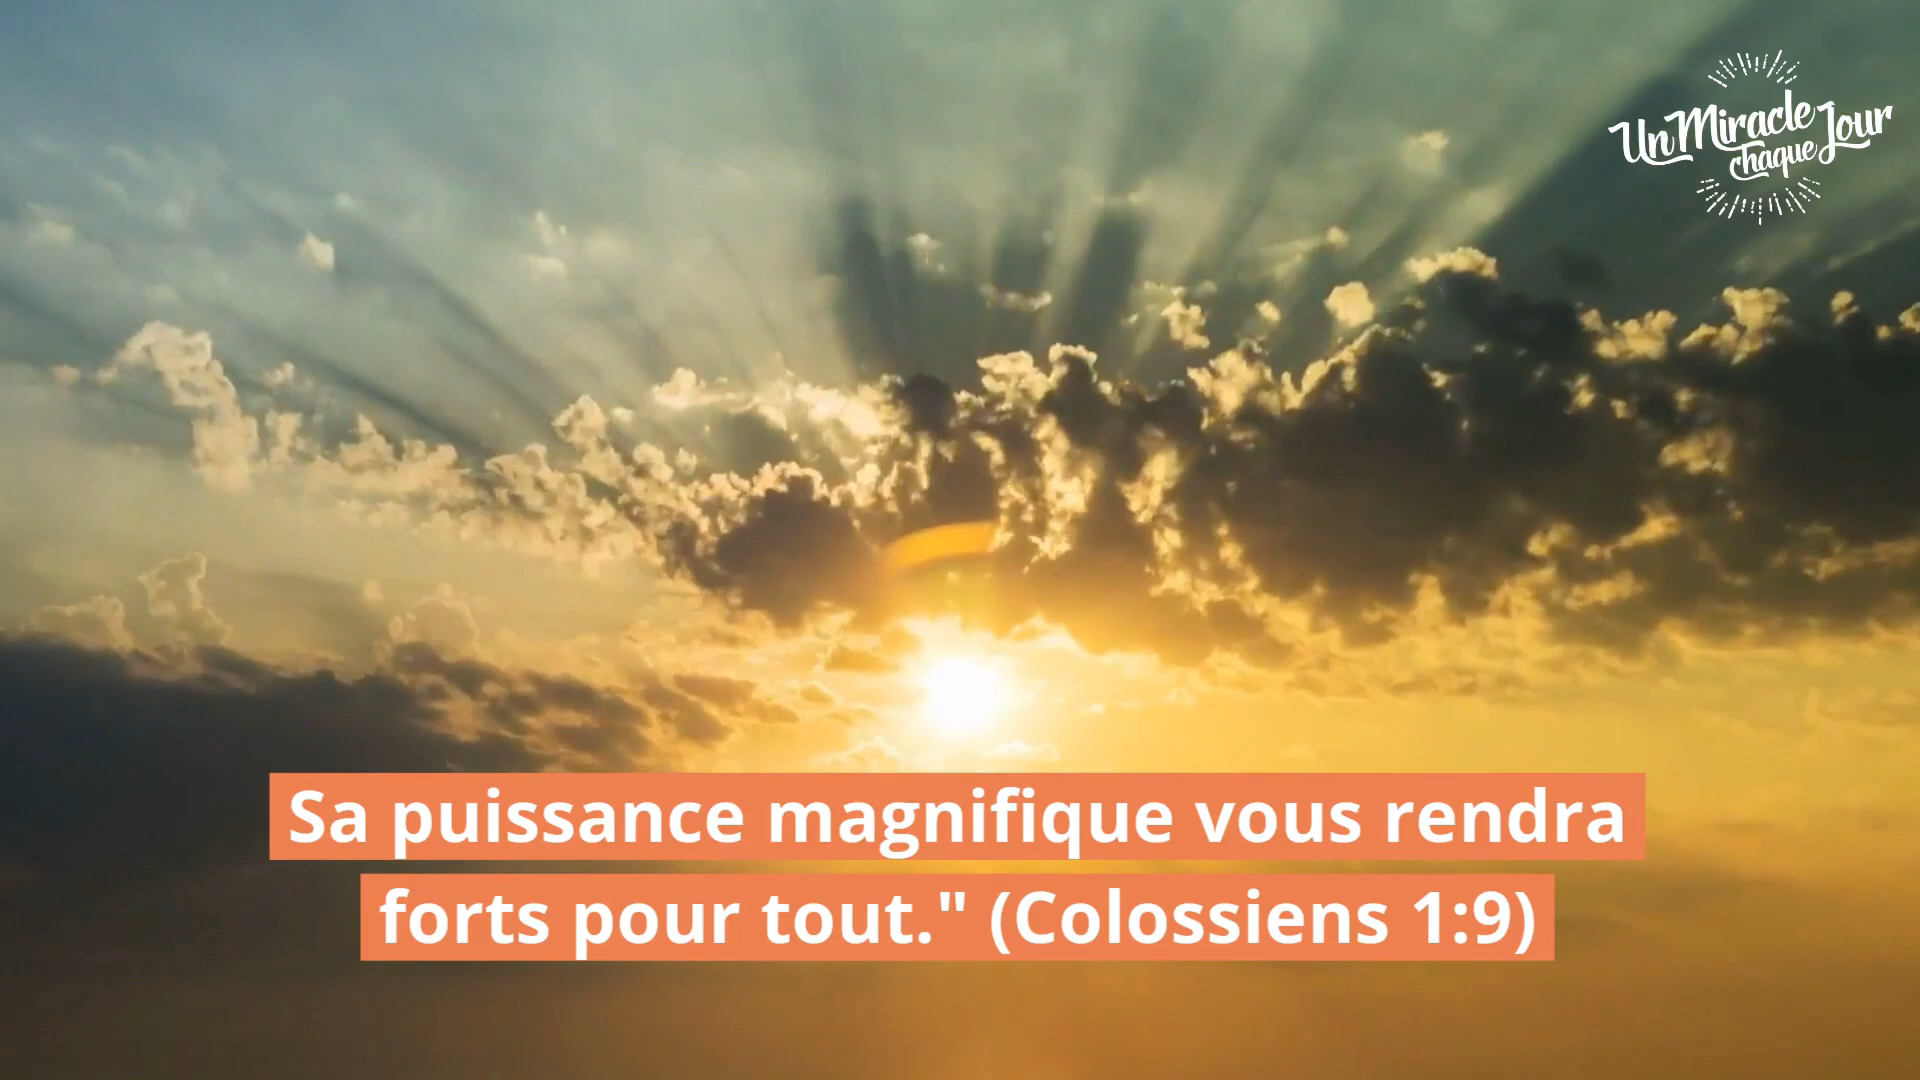 Un Miracle
chaque Jour
Sa puissance magnifique vous rendra
forts pour tout." (Colossiens 1:9)